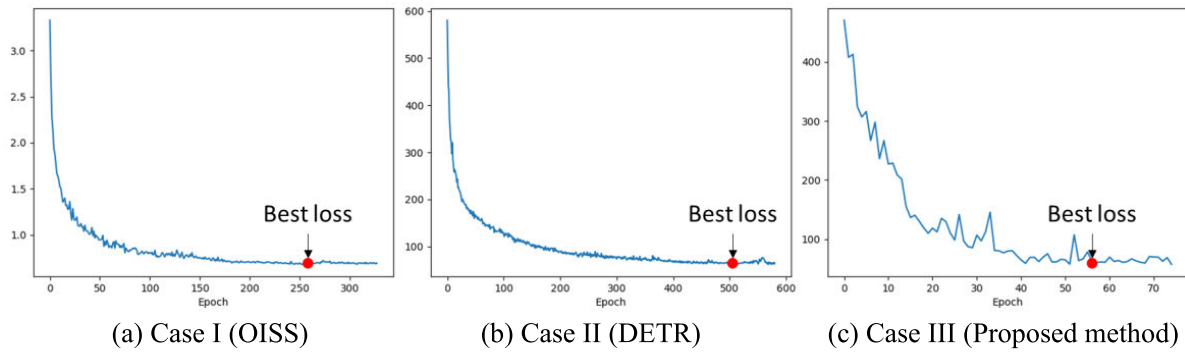 3.0
2.5
2.0
1.5
1.0
Best loss
0 50 100 150 200 250 300
Epoch
(a) Case I (OISS)
600
500
400
300
200
100
Best loss
0 100 200 300 400 500 600
Epoch
(b) Case II (DETR)
400
300
200
100
Best loss
0 10 20 30 40 50 60 70
Epoch
(c) Case III (Proposed method)